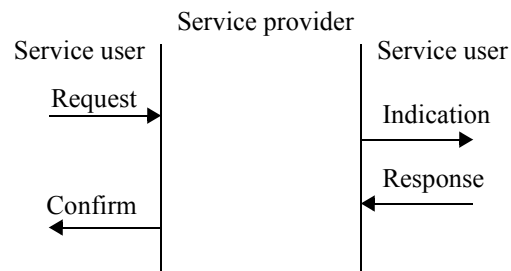 Service provider
Service user
Service user
Request
Indication
Response
Confirm